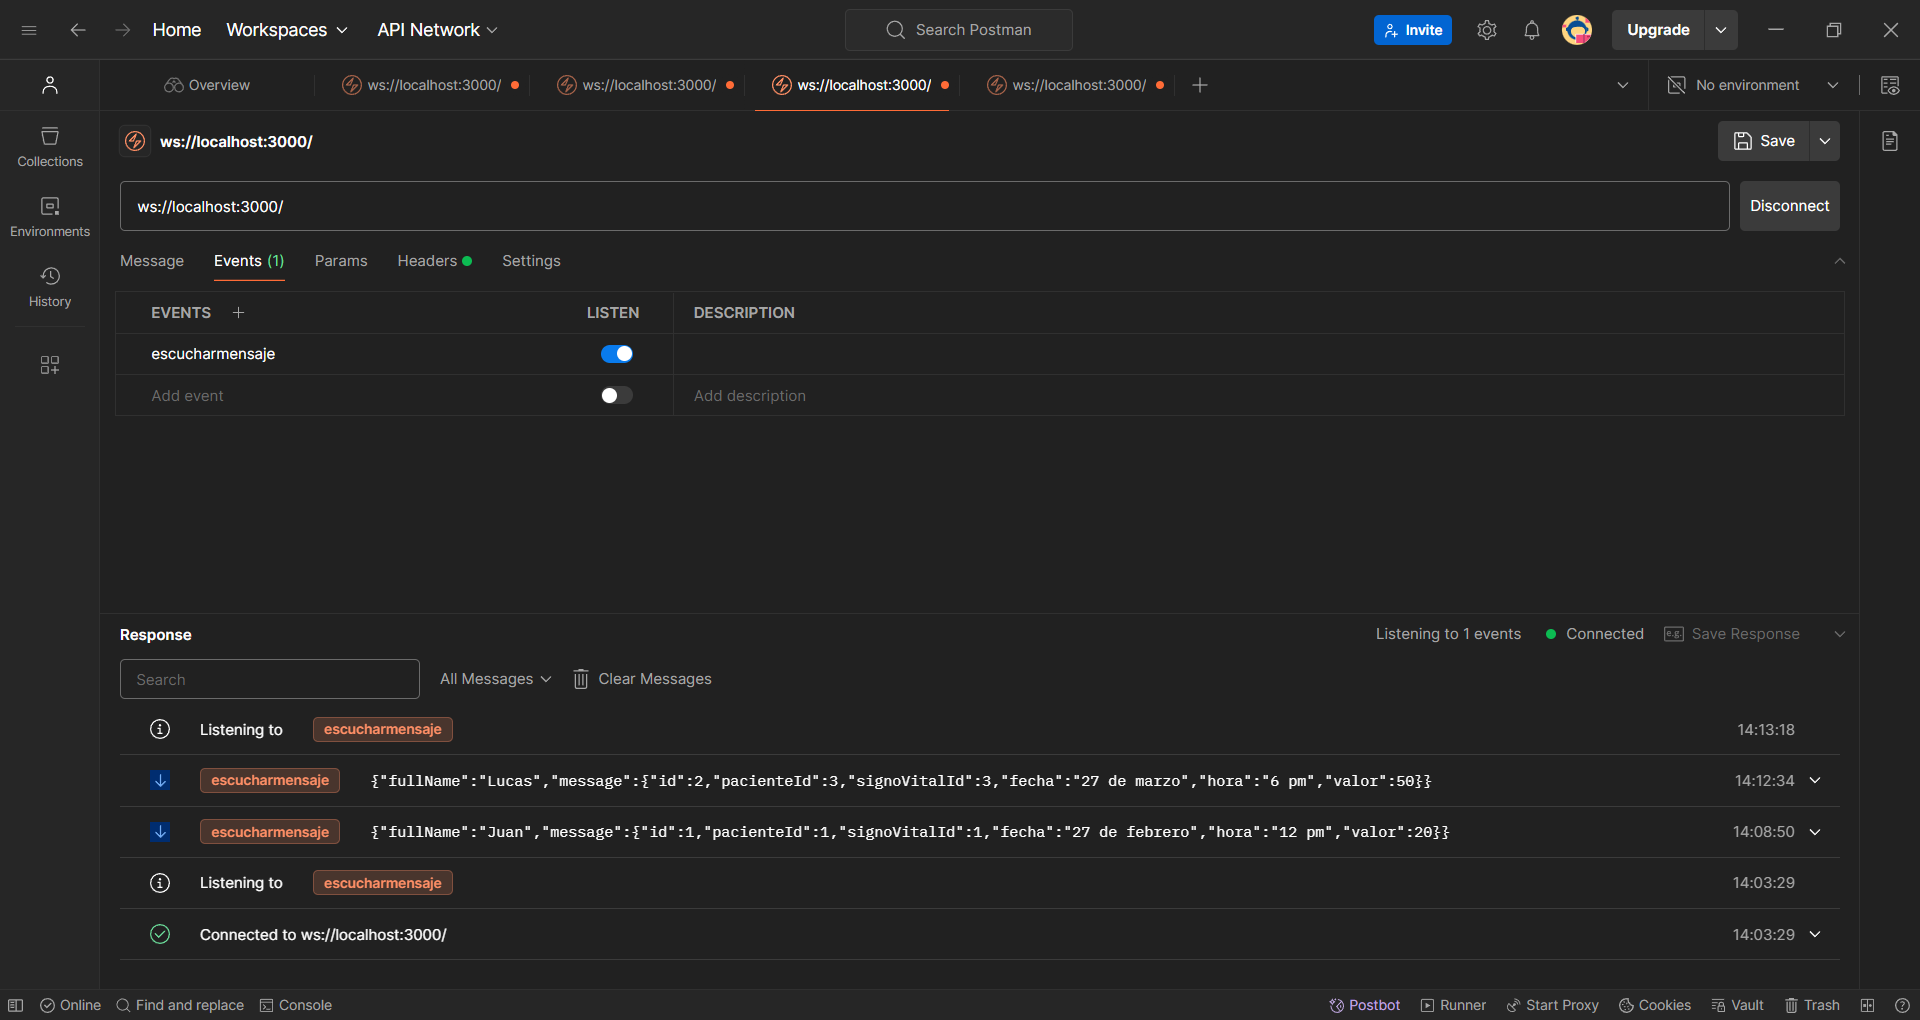 Home Workspaces API Network Search Postman Invite Upgrade
Overview ws://localhost:3000/ ws://localhost:3000/ ws://localhost:3000/ ws://localhost:3000/ No environment
ws://localhost:3000/ Save
Collections
ws://localhost:3000/ Disconnect
Environments
Message Events (1) Params Headers Settings
History
EVENTS LISTEN DESCRIPTION
escucharmensaje
Add event Add description
Response Listening to 1 events Connected e.g. Save Response
Search All Messages Clear Messages
Listening to escucharmensaje 14:13:18
escucharmensaje {"fullName":"Lucas","message":{"id":2,"pacienteId":3,"signoVitalId":3,"fecha":"27 de marzo","hora":"6 pm","valor":50}} 14:12:34
escucharmensaje {"fullName":"Juan","message":{"id":1,"pacienteId":1,"signoVitalId":1,"fecha":"27 de febrero","hora":"12 pm","valor":20}} 14:08:50
Listening to escucharmensaje 14:03:29
Connected to ws://localhost:3000/ 14:03:29
Online Find and replace Console Postbot Runner Start Proxy Cookies Vault Trash